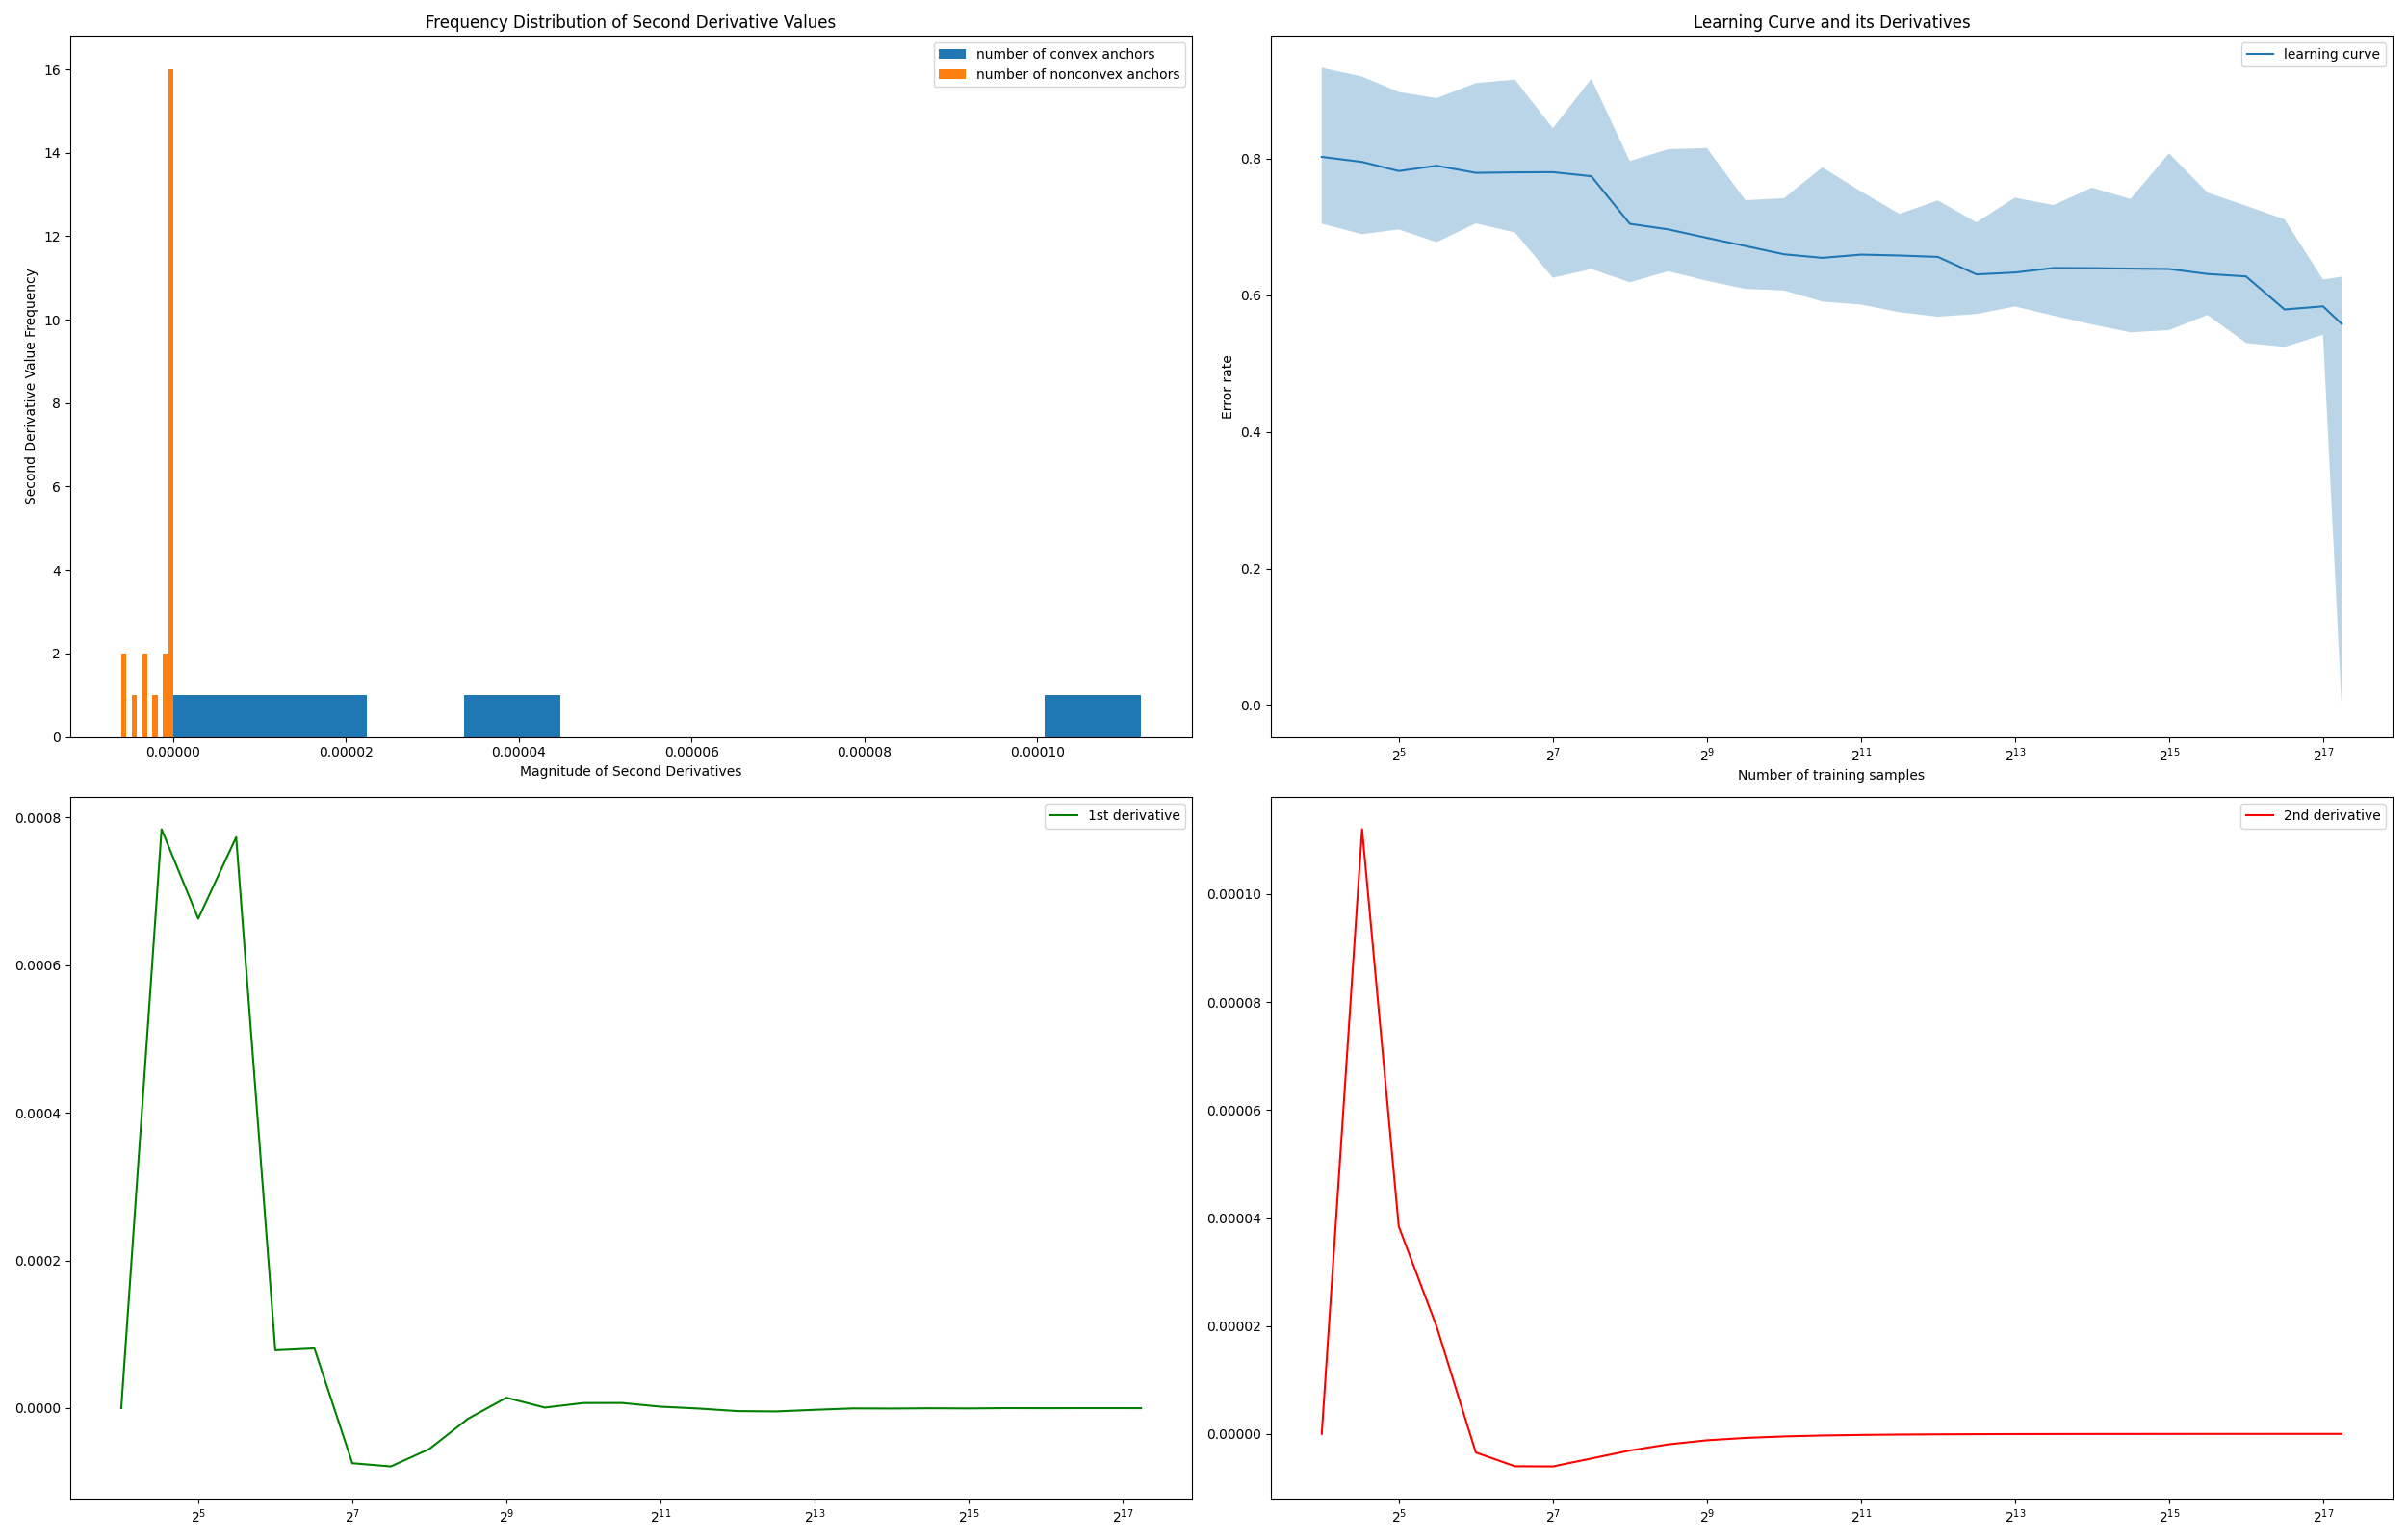 Frequency Distribution of Second Derivative Values
number of convex anchors
number of nonconvex anchors
Second Derivative Value Frequency
16
14
12
10
8
6
4
2
0
0.00000 0.00002 0.00004 0.00006 0.00008 0.00010
Magnitude of Second Derivatives
Learning Curve and its Derivatives
learning curve
Error rate
0.8
0.6
0.4
0.2
0.0
2^5 2^7 2^9 2^11 2^13 2^15 2^17
Number of training samples
1st derivative
0.0008
0.0006
0.0004
0.0002
0.0000
2^5 2^7 2^9 2^11 2^13 2^15 2^17
2nd derivative
0.00010
0.00008
0.00006
0.00004
0.00002
0.00000
2^5 2^7 2^9 2^11 2^13 2^15 2^17